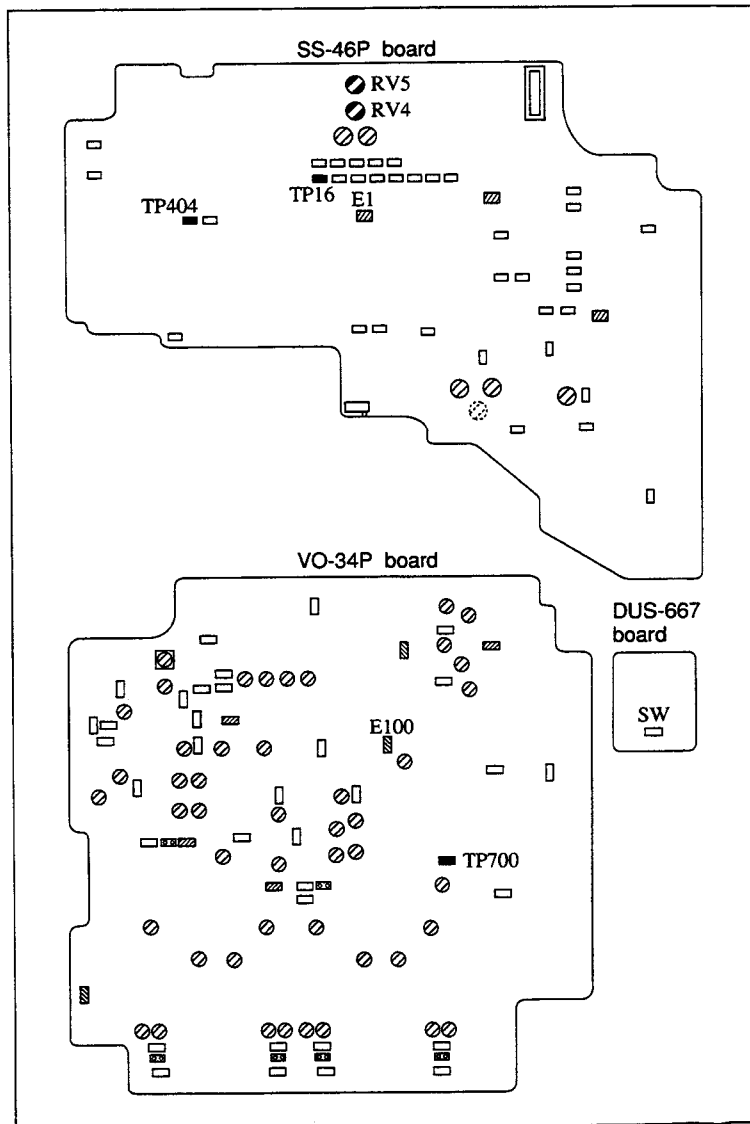 SS-46P board
RV5
RV4
TP16
E1
TP404
VO-34P board
DUS-667
board
SW
E100
TP700